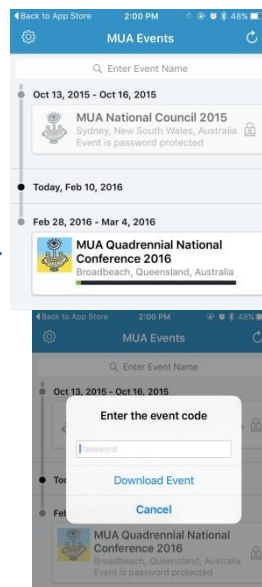 Back to App Store 2:00 PM 48%
MUA Events
Enter Event Name
Oct 13, 2015 - Oct 16, 2015
MUA National Council 2015
Sydney, New South Wales, Australia
Event is password protected
Today, Feb 10, 2016
Feb 28, 2016 - Mar 4, 2016
MUA Quadrennial National
Conference 2016
Broadbeach, Queensland, Australia
Back to App Store 2:00 PM 48%
MUA Events
Enter Event Name
Oct 13, 2015 - Oct 16, 2015
Enter the event code
Password
Download Event
Cancel
MUA Quadrennial National
Conference 2016
Broadbeach, Queensland, Australia
Event is password protected